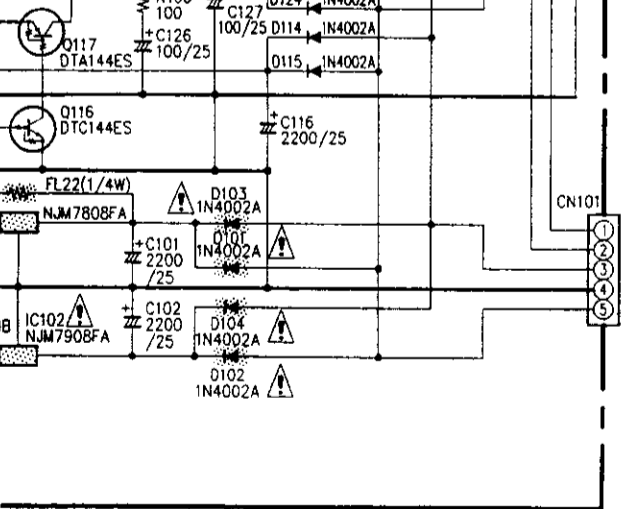 100
C127
100/25
D124
1N4002A
Q117
DTA144ES
+
C126
100/25
D114
1N4002A
D115
1N4002A
Q116
DTC144ES
+
C116
2200/25
FL22(1/4W)
NJM7808FA
!
D103
1N4002A
D101
1N4002A
!
CN101
1
2
3
4
5
+
C101
2200
/25
IC102
!
NJM7908FA
+
C102
2200
/25
D104
1N4002A
!
D102
1N4002A
!